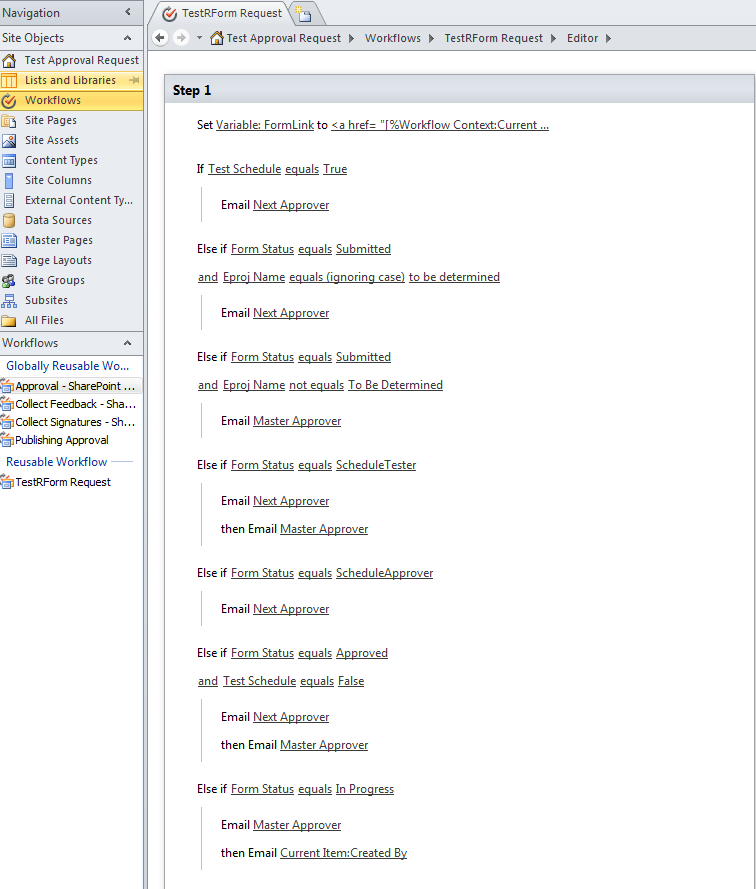 Navigation
Site Objects
Test Approval Request
Lists and Libraries
Workflows
Site Pages
Site Assets
Content Types
Site Columns
External Content Ty...
Data Sources
Master Pages
Page Layouts
Site Groups
Subsites
All Files
Workflows
Globally Reusable Wo...
Approval - SharePoint ...
Collect Feedback - Sha...
Collect Signatures - Sh...
Publishing Approval
Reusable Workflow
TestRForm Request
TestRForm Request
Test Approval Request Workflows TestRForm Request Editor
Step 1
Set Variable: FormLink to <a href= "[%Workflow Context:Current ...
If Test Schedule equals True
Email Next Approver
Else if Form Status equals Submitted
and Eproj Name equals (ignoring case) to be determined
Email Next Approver
Else if Form Status equals Submitted
and Eproj Name not equals To Be Determined
Email Master Approver
Else if Form Status equals ScheduleTester
Email Next Approver
then Email Master Approver
Else if Form Status equals ScheduleApprover
Email Next Approver
Else if Form Status equals Approved
and Test Schedule equals False
Email Next Approver
then Email Master Approver
Else if Form Status equals In Progress
Email Master Approver
then Email Current Item:Created By